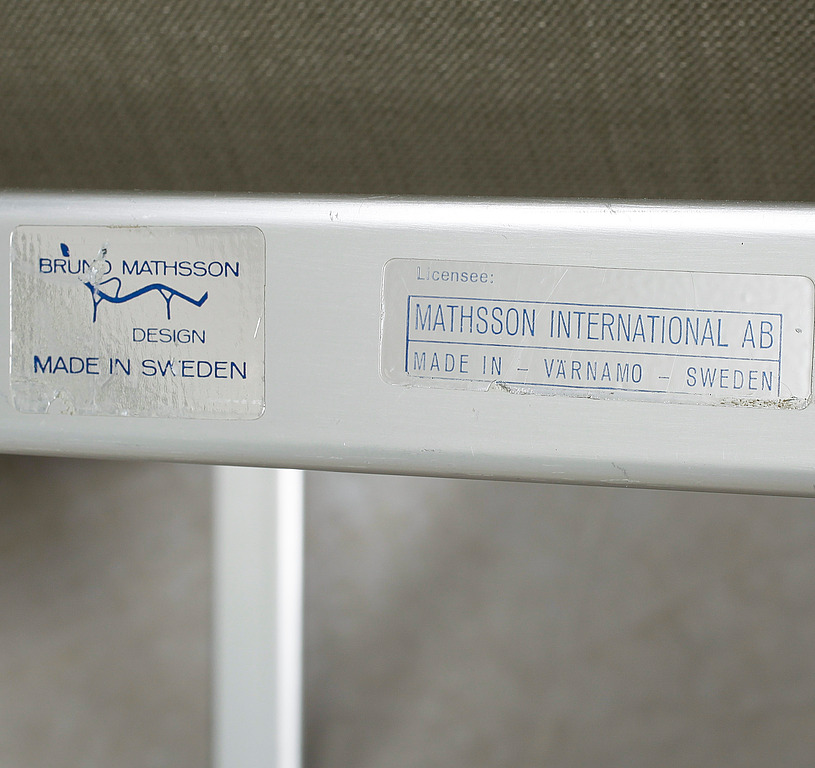 BRUNO MATHSSON
DESIGN
MADE IN SWEDEN
Licensee:
MATHSSON INTERNATIONAL AB
MADE IN – VÄRNAMO – SWEDEN